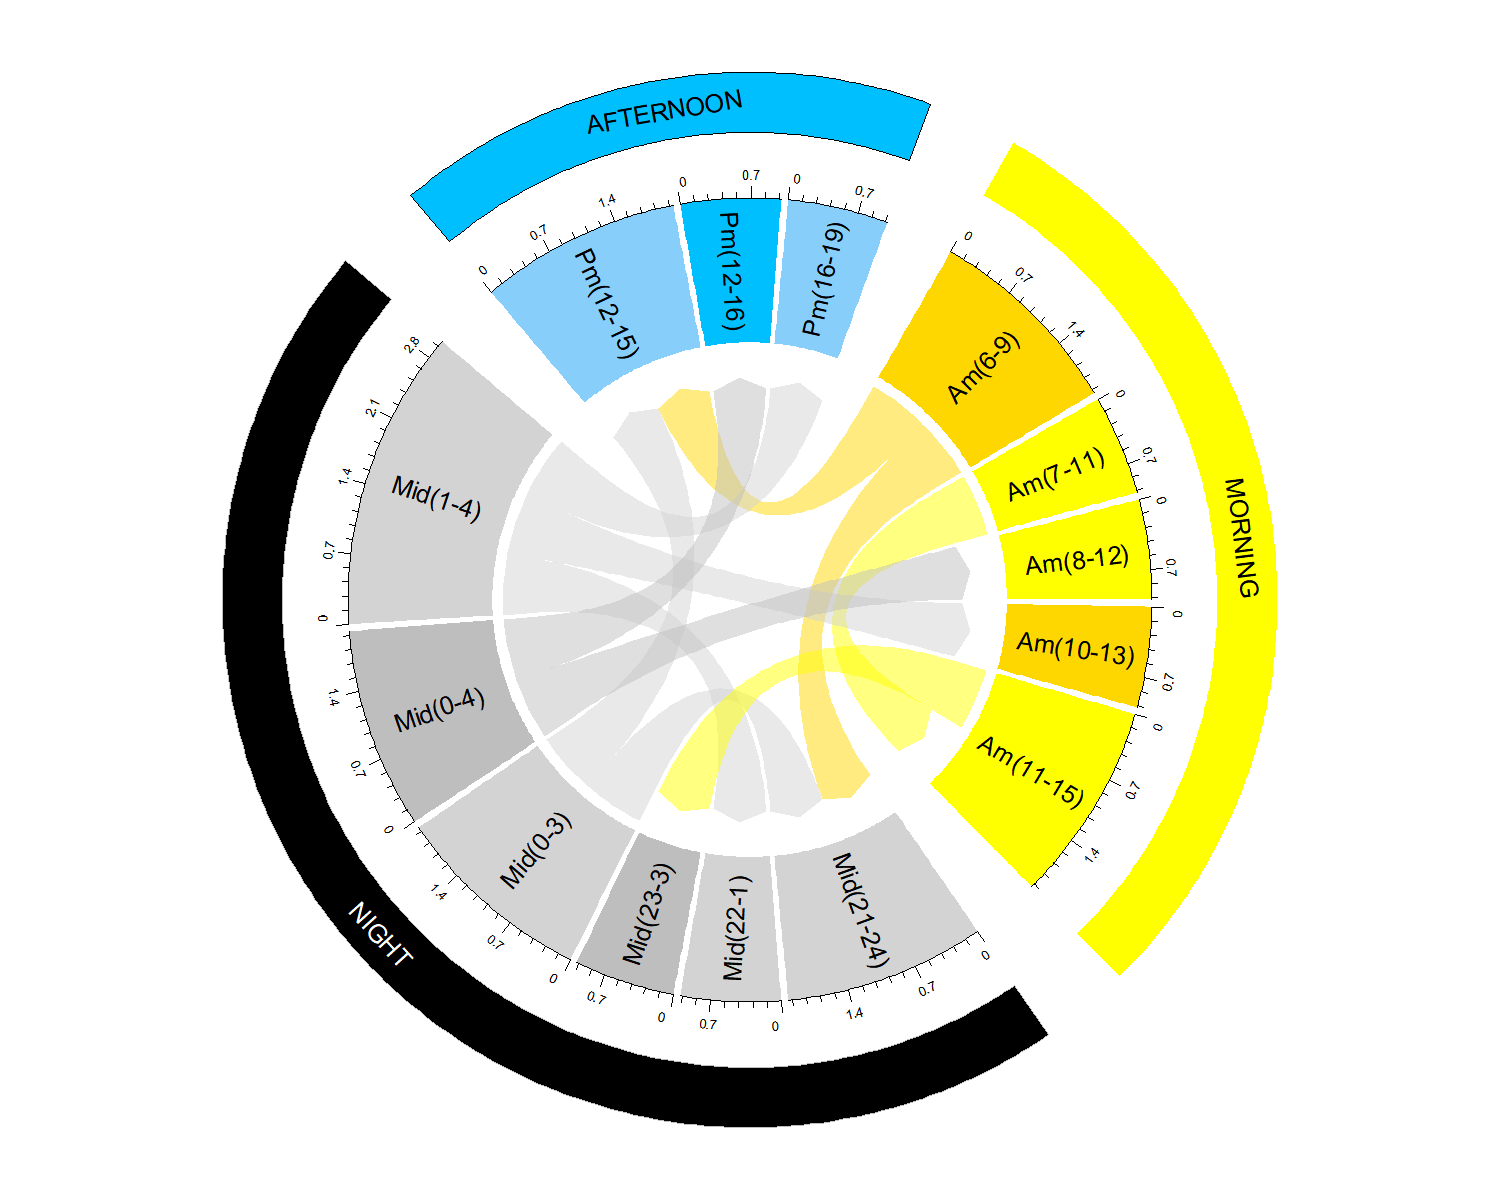 AFTERNOON
MORNING
NIGHT
Pm(12-15)
0
0.7
1.4
Pm(12-16)
0
0.7
Pm(16-19)
0
0.7
Am(6-9)
0
0.7
1.4
Am(7-11)
0
0.7
Am(8-12)
0
0.7
Am(10-13)
0
0.7
Am(11-15)
0
0.7
1.4
Mid(21-24)
0
0.7
1.4
Mid(22-1)
0
0.7
Mid(23-3)
0
0.7
Mid(0-3)
0
0.7
1.4
Mid(0-4)
0
0.7
1.4
Mid(1-4)
0
0.7
1.4
2.1
2.8